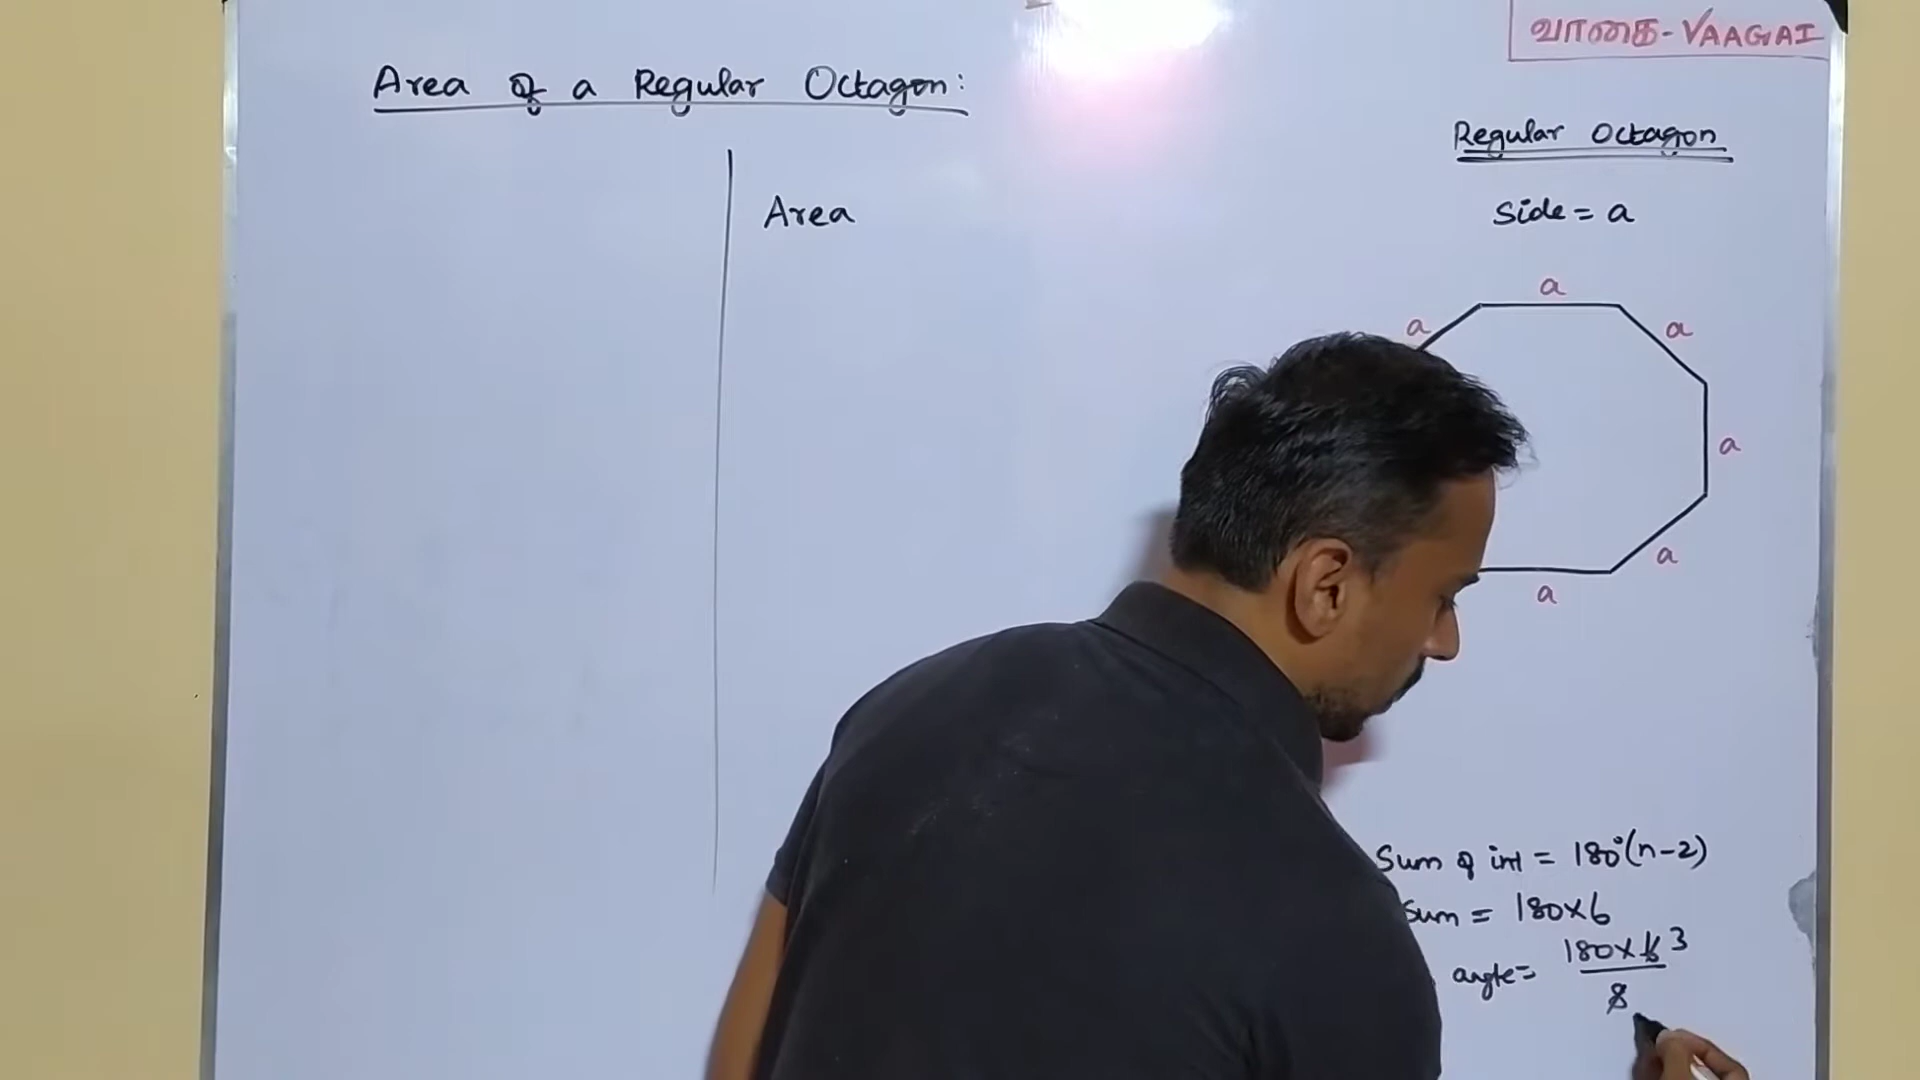 வாகை - VAAGAI
Area of a Regular Octagon:
Regular Octagon
Area
Side = a
a
a
a
a
a
a
Sum of int = 180°(n-2)
Sum = 180×6
angle = 180×6 3
8